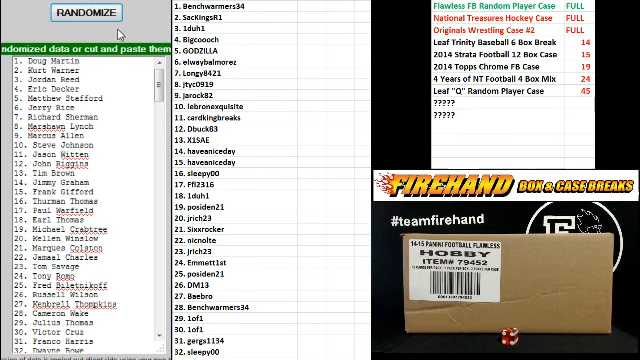 RANDOMIZE
ndomized data or cut and paste them
1. Doug Martin
2. Kurt Warner
3. Jordan Reed
4. Eric Decker
5. Matthew Stafford
6. Jerry Rice
7. Richard Sherman
8. Marshawn Lynch
9. Marcus Allen
10. Steve Johnson
11. Jason Witten
12. John Riggins
13. Tim Brown
14. Jimmy Graham
15. Frank Gifford
16. Thurman Thomas
17. Paul Warfield
18. Earl Thomas
19. Michael Crabtree
20. Kellen Winslow
21. Marques Colston
22. Jamaal Charles
23. Tom Savage
24. Tony Romo
25. Fred Biletnikoff
26. Russell Wilson
27. Kenbrell Thompkins
28. Cameron Wake
29. Julius Thomas
30. Victor Cruz
31. Franco Harris
32. Dwayne Bowe
1. Benchwarmers34
2. SacKingsR1
3. 1duh1
4. Bigcoooch
5. GODZILLA
6. elwaybalmorez
7. Longy8421
8. jtyc0919
9. jarock82
10. lebronexquisite
11. cardkingbreaks
12. Dbuck83
13. X1SAE
14. haveaniceday
15. haveaniceday
16. sleepy00
17. Pfl2316
18. 1duh1
19. posiden21
20. jrich23
21. Sixxrocker
22. nicnolte
23. jrich23
24. Emmett1st
25. posiden21
26. DM13
27. Baebro
28. Benchwarmers34
29. 1of1
30. 1of1
31. gergs1134
32. sleepy00
Flawless FB Random Player Case FULL
National Treasures Hockey Case FULL
Originals Wrestling Case #2 FULL
Leaf Trinity Baseball 6 Box Break 14
2014 Strata Football 12 Box Case 15
2014 Topps Chrome FB Case 19
4 Years of NT Football 4 Box Mix 24
Leaf "Q" Random Player Case 45
?????
?????
FIREHAND BOX & CASE BREAKS
#teamfirehand
14-15 PANINI FOOTBALL FLAWLESS
HOBBY
ITEM# 79452